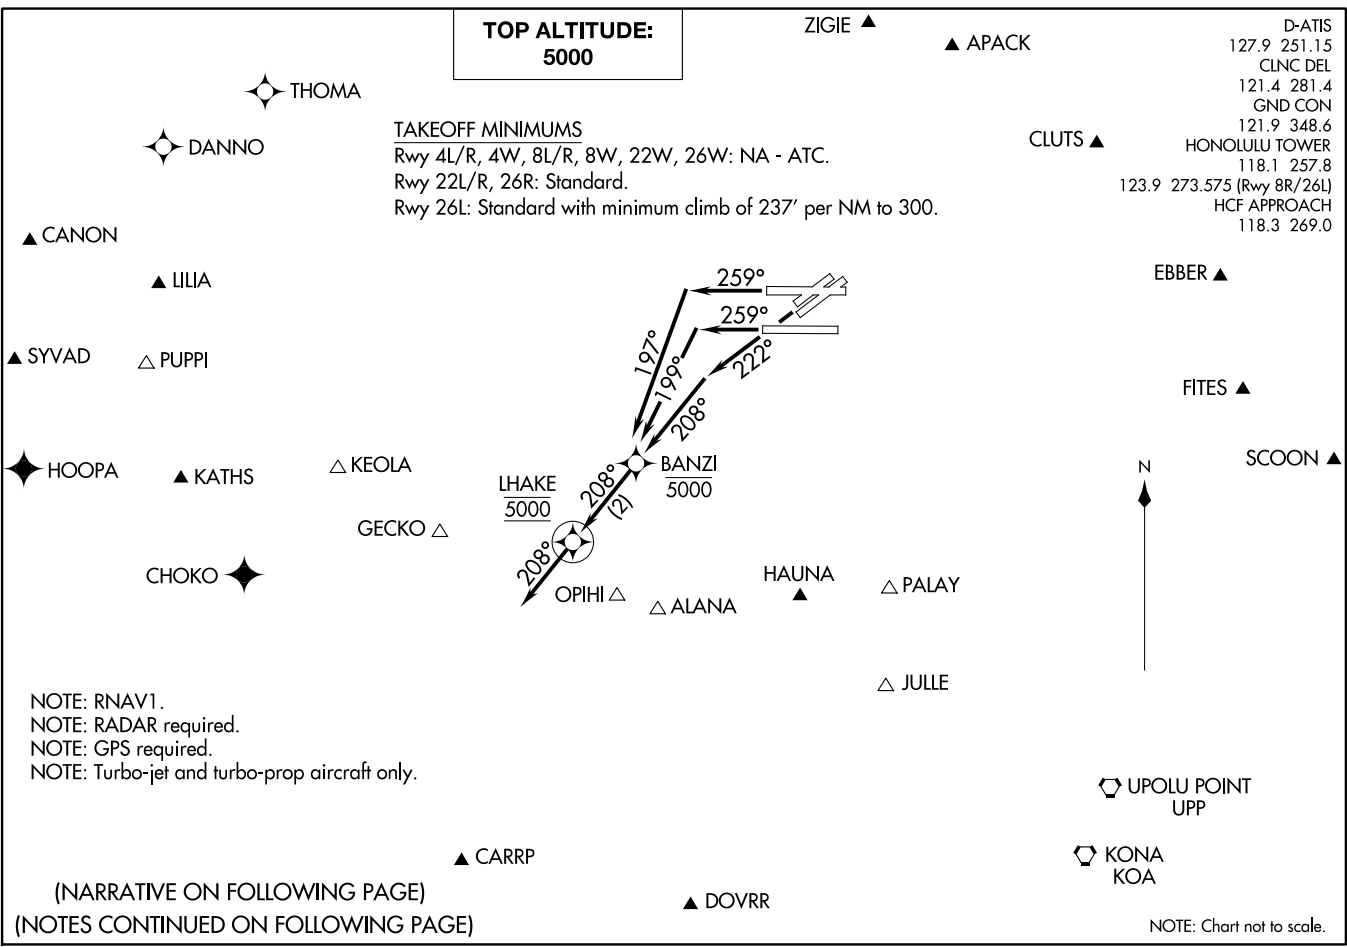 TOP ALTITUDE:
5000
ZIGIE
APACK
D-ATIS
127.9 251.15
CLNC DEL
121.4 281.4
GND CON
121.9 348.6
HONOLULU TOWER
118.1 257.8
123.9 273.575 (Rwy 8R/26L)
HCF APPROACH
118.3 269.0
THOMA
DANNO
TAKEOFF MINIMUMS
Rwy 4L/R, 4W, 8L/R, 8W, 22W, 26W: NA - ATC.
Rwy 22L/R, 26R: Standard.
Rwy 26L: Standard with minimum climb of 237' per NM to 300.
CLUTS
CANON
LILIA
EBBER
259°
259°
197°
199°
222°
208°
SYVAD
PUPPI
FITES
HOOPA
KATHS
KEOLA
BANZI
5000
SCOON
N
LHAKE
5000
208°
(2)
GECKO
208°
CHOKO
OPIHI
ALANA
HAUNA
PALAY
JULLE
NOTE: RNAV1.
NOTE: RADAR required.
NOTE: GPS required.
NOTE: Turbo-jet and turbo-prop aircraft only.
UPOLU POINT
UPP
KONA
KOA
CARRP
DOVRR
(NARRATIVE ON FOLLOWING PAGE)
(NOTES CONTINUED ON FOLLOWING PAGE)
NOTE: Chart not to scale.